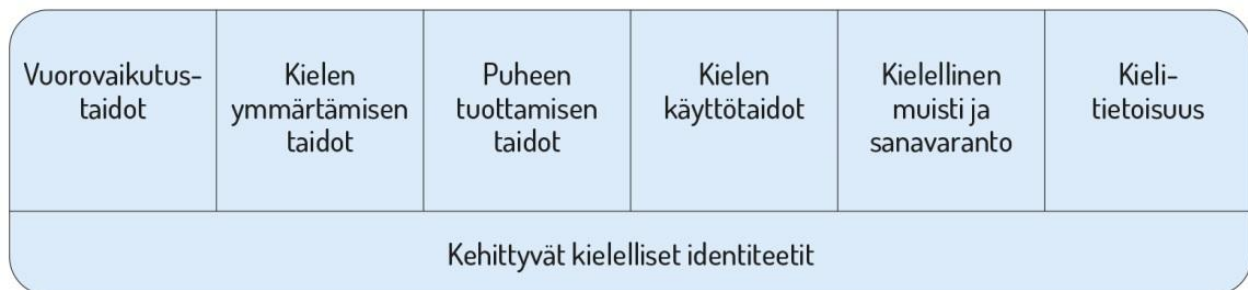 Vuorovaikutus-
taidot
Kielen
ymmärtämisen
taidot
Puheen
tuottamisen
taidot
Kielen
käyttötaidot
Kielellinen
muisti ja
sanavaranto
Kieli-
tietoisuus
Kehittyvät kielelliset identiteetit